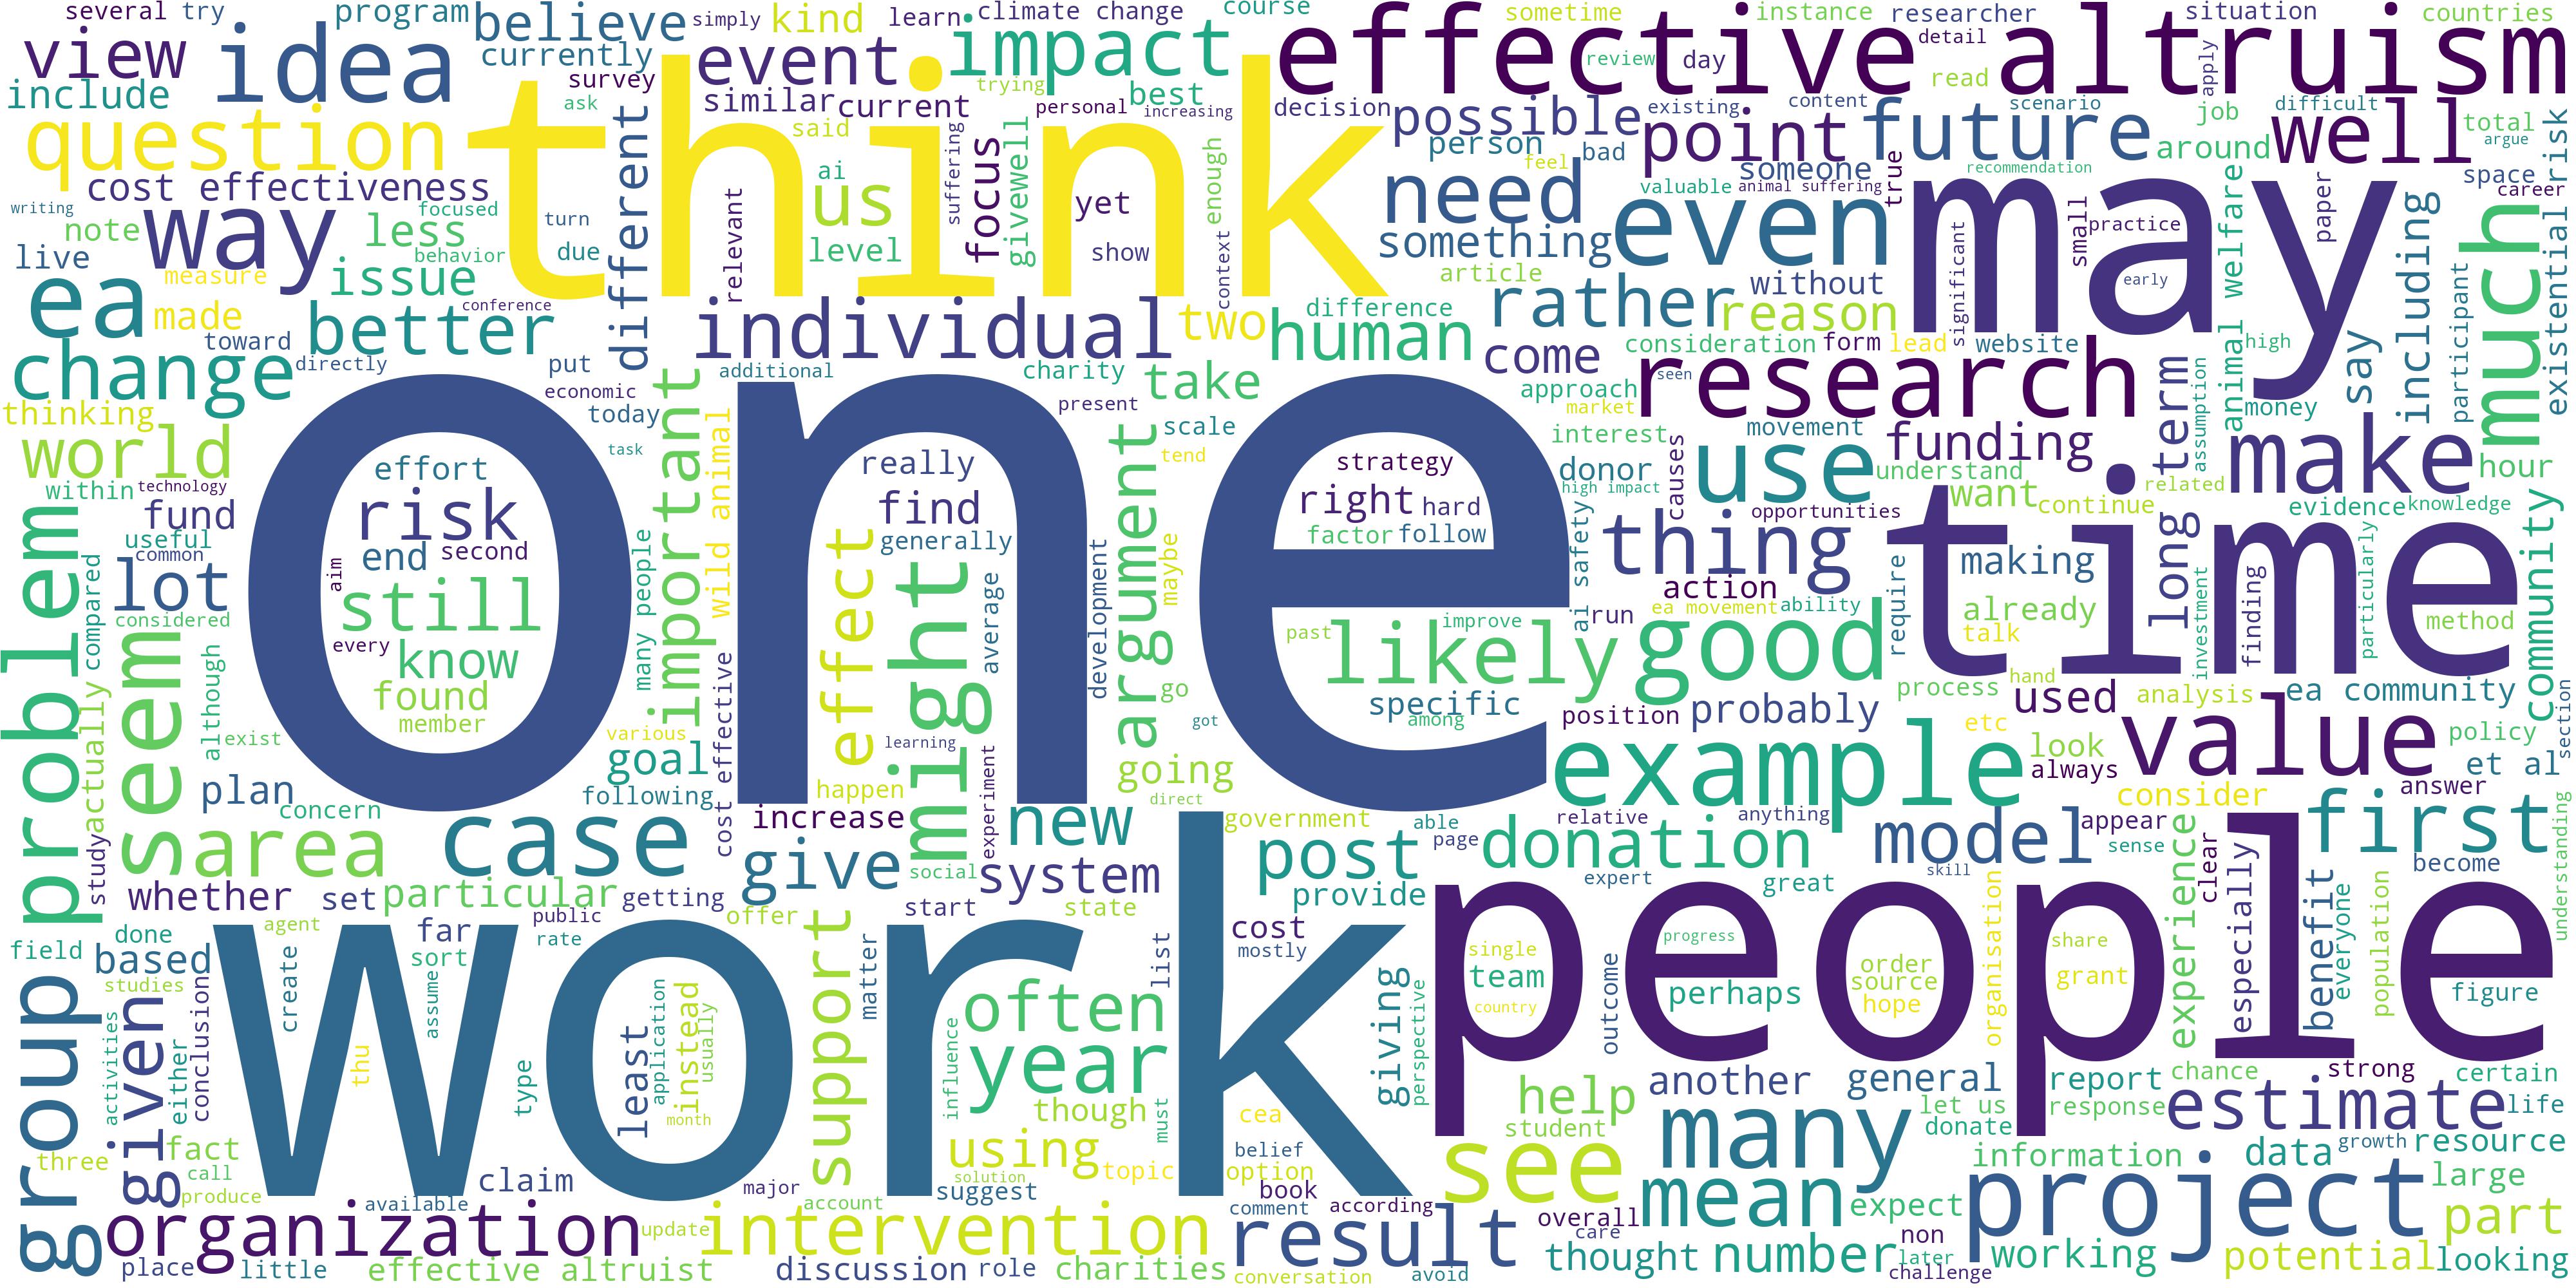 several try
program
believe
simply
kind
learn
climate change
course
sometime
instance
researcher
situation
countries
view
idea
currently
event
impact
effective altruism
detail
include
survey
similar
current
trying
best
personal
increasing
decision
review
day
read
apply
question
think
ask
different
said
suffering
givewell
possible
existing
content
scenario
difficult
job
well
total
argue
cost effectiveness
ai
us
focus
enough
person
feel
bad
point
future
around
risk
writing
way
focused
turn
relevant
yet
need
someone
valuable
animal suffering
true
recommendation
space
career
note
less
level
show
something
even
may
small
practice
paper
live
behavior
due
context
article
without
significant
early
animal welfare
including
much
existential
measure
issue
ea
made
better
conference
individual
two
human
difference
rather
reason
toward
directly
put
additional
charity
take
come
consideration
form
lead
website
high
say
participant
change
economic
present
approach
seen
research
long term
assumption
money
thinking
today
one
important
wild animal
argument
scale
market
movement
world
task
effort
really
tend
strategy
interest
causes
use
funding
understand
make
hour
within
technology
risk
find
right
hard
donor
high impact
want
continue
related
evidence
knowledge
fund
useful
common
end
second
generally
factor
follow
ai safety
thing
opportunities
time
lot
aim
still
many people
effect
might
average
development
maybe
action
require
making
problem
compared
considered
every
know
found
member
past
improve
likely
run
ea movement
ability
good
already
talk
investment
finding
particularly
method
community
seem
actually
although
exist
various
learning
go
got
specific
among
position
probably
process
hand
used
analysis
ea community
plan
goal
cost effective
happen
experiment
going
direct
example
etc
look
always
value
policy
et al
section
concern
following
increase
new
government
able
page
relative
anything
consider
answer
study
area
case
give
social
system
post
donation
model
appear
sense
first
understanding
whether
set
particular
getting
provide
expert
great
skill
clear
become
public
offer
start
state
cost
people
experience
especially
benefit
everyone
population
field
done
agent
far
rate
support
matter
list
mostly
single
progress
share
organisation
group
based
studies
sort
work
often
giving
team
perhaps
order
source
hope
grant
figure
given
conclusion
create
assume
least
application
instead
usually
perspective
country
outcome
activities
either
thu
type
month
influence
year
though
must
cea
help
another
general
report
chance
strong
certain
three
fact
call
produce
using
topic
belief
option
student
many
let us
donate
response
estimate
life
solution
suggest
see
information
data
growth
resource
available
claim
major
account
book
comment
according
mean
expect
project
large
organization
update
intervention
result
overall
care
non
part
place
little
effective altruist
discussion
role
charities
conversation
avoid
thought
number
later
challenge
working
potential
looking